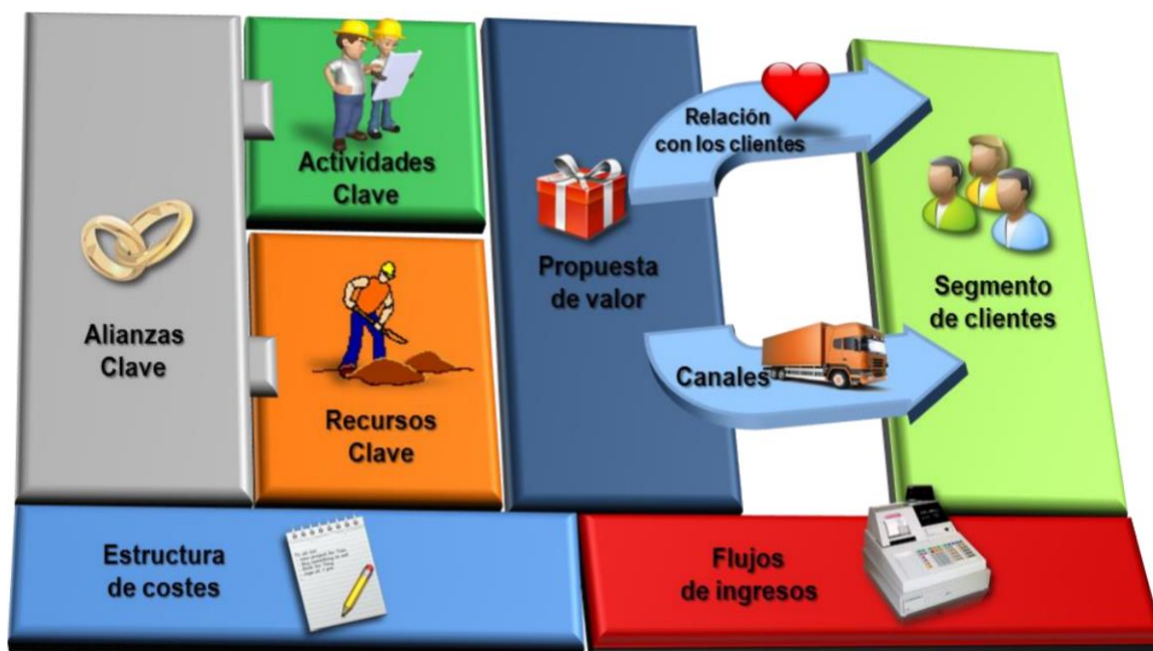 Alianzas
Clave
Actividades
Clave
Recursos
Clave
Propuesta
de valor
Relación
con los clientes
Canales
Segmento
de clientes
Estructura
de costes
Flujos
de ingresos